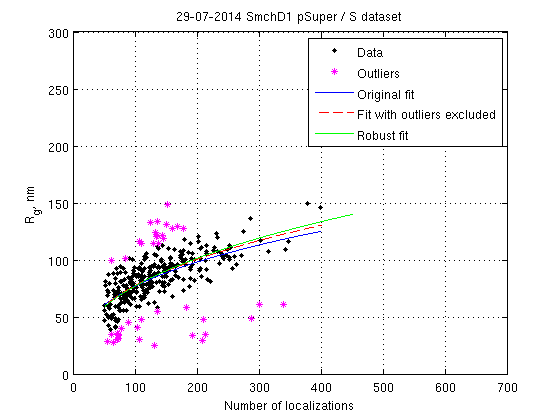 29-07-2014 SmchD1 pSuper / S dataset
300
250
200
150
100
50
0
Rg, nm
Data
Outliers
Original fit
Fit with outliers excluded
Robust fit
0 100 200 300 400 500 600 700
Number of localizations